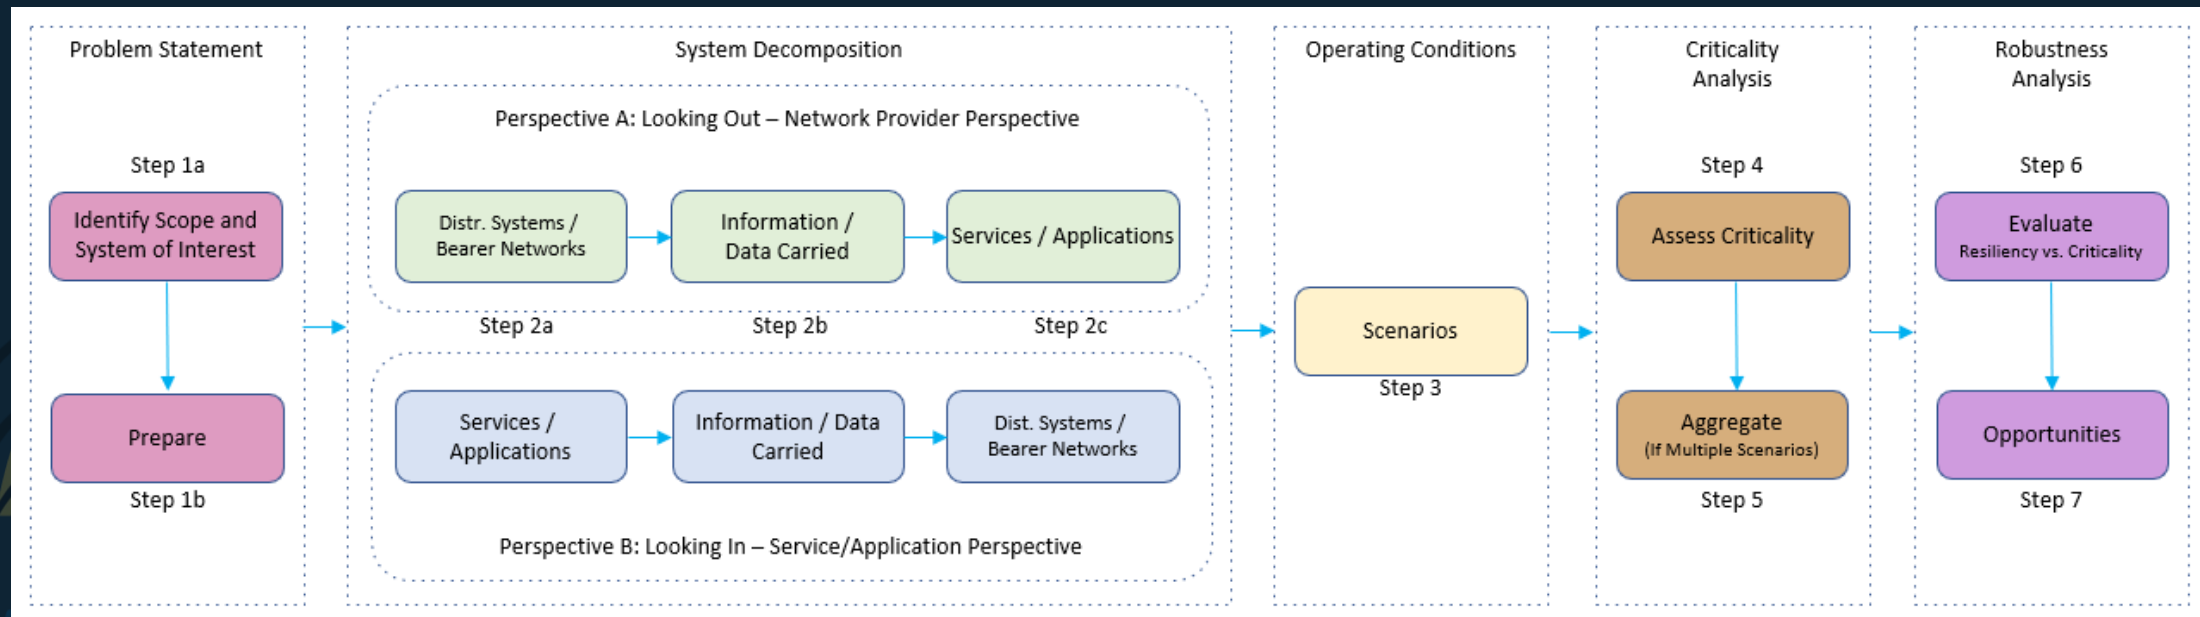 Problem Statement
Step 1a
Identify Scope and
System of Interest
Prepare
Step 1b
System Decomposition
Perspective A: Looking Out – Network Provider Perspective
Distr. Systems /
Bearer Networks
Information /
Data Carried
Services / Applications
Step 2a
Step 2b
Step 2c
Services /
Applications
Information / Data
Carried
Dist. Systems /
Bearer Networks
Perspective B: Looking In – Service/Application Perspective
Operating Conditions
Scenarios
Step 3
Criticality
Analysis
Step 4
Assess Criticality
Aggregate
(If Multiple Scenarios)
Step 5
Robustness
Analysis
Step 6
Evaluate
Resiliency vs. Criticality
Opportunities
Step 7